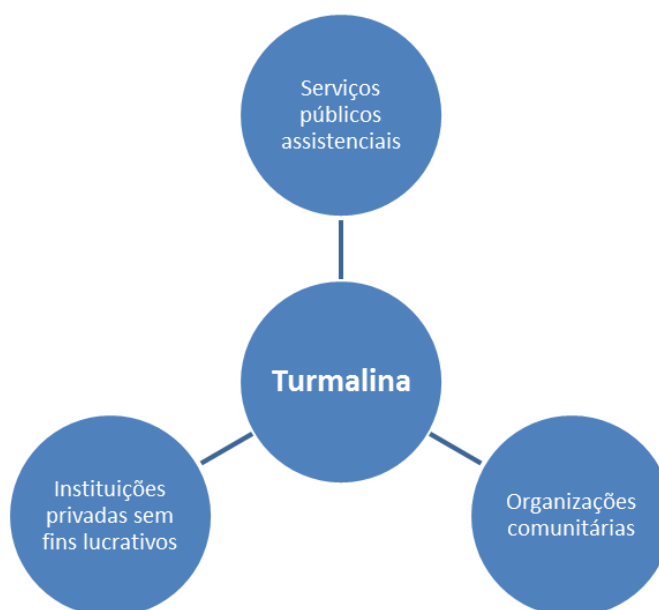 Serviços
públicos
assistenciais
Turmalina
Instituições
privadas sem
fins lucrativos
Organizações
comunitárias